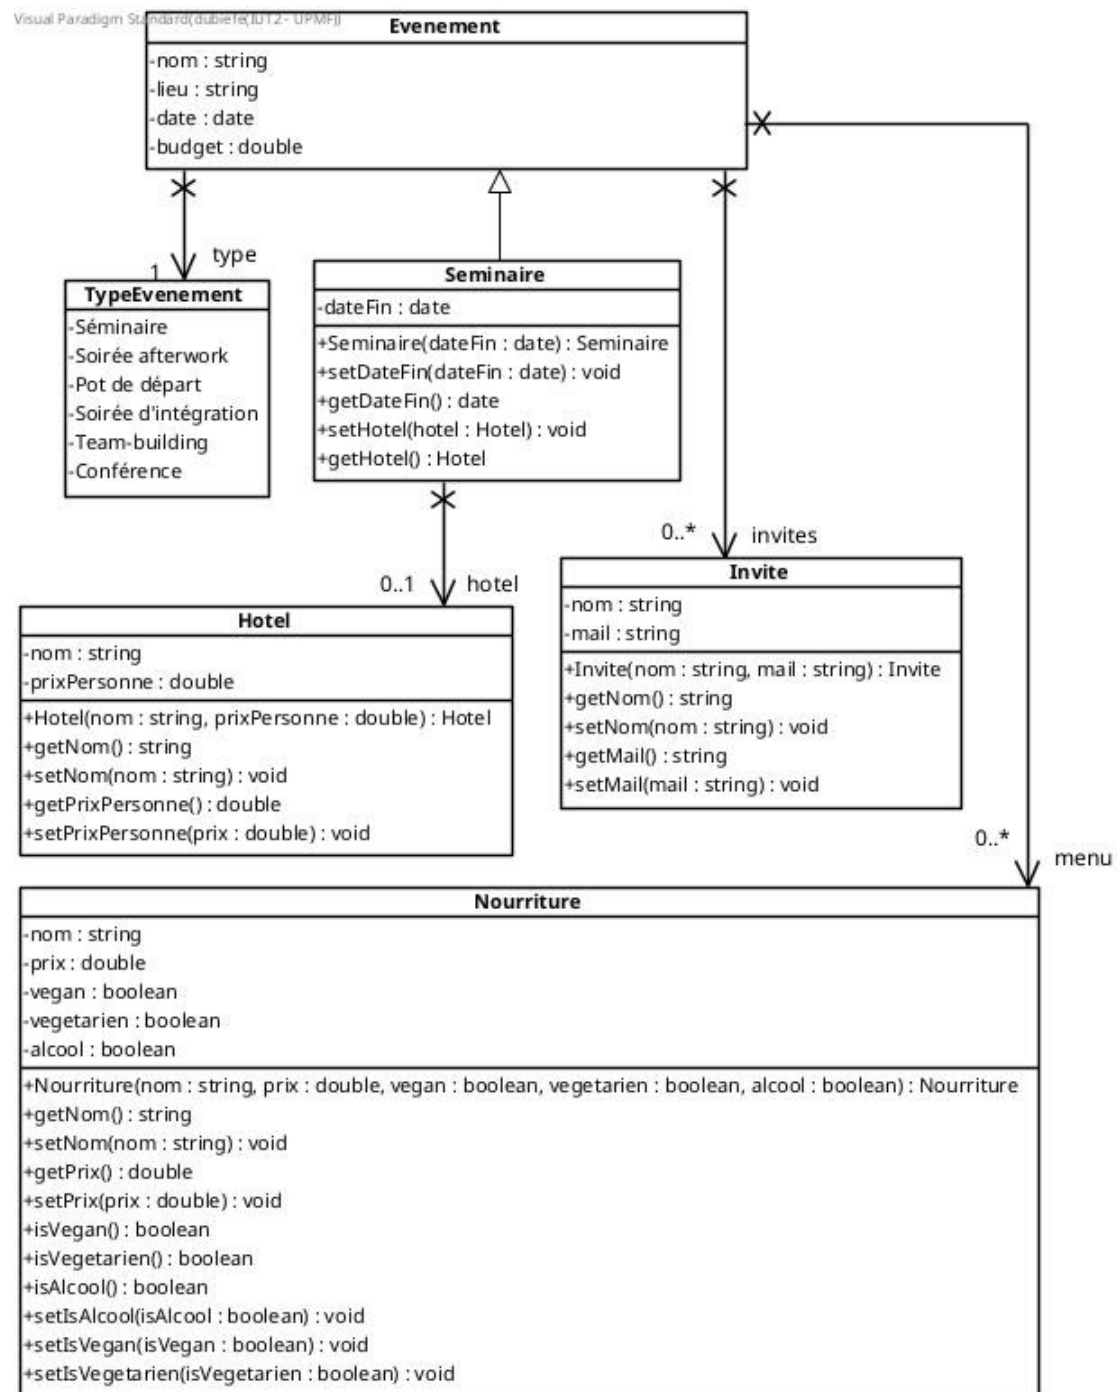 Visual Paradigm Standard(dubiefe(IUT2 - UPMF))
Evenement
-nom : string
-lieu : string
-date : date
-budget : double
type
1
TypeEvenement
-Séminaire
-Soirée afterwork
-Pot de départ
-Soirée d'intégration
-Team-building
-Conférence
Seminaire
-dateFin : date
+Seminaire(dateFin : date) : Seminaire
+setDateFin(dateFin : date) : void
+getDateFin() : date
+setHotel(hotel : Hotel) : void
+getHotel() : Hotel
0..* invites
Invite
-nom : string
-mail : string
+Invite(nom : string, mail : string) : Invite
+getNom() : string
+setNom(nom : string) : void
+getMail() : string
+setMail(mail : string) : void
0..1 hotel
Hotel
-nom : string
-prixPersonne : double
+Hotel(nom : string, prixPersonne : double) : Hotel
+getNom() : string
+setNom(nom : string) : void
+getPrixPersonne() : double
+setPrixPersonne(prix : double) : void
0..*
menu
Nourriture
-nom : string
-prix : double
-vegan : boolean
-vegetarien : boolean
-alcool : boolean
+Nourriture(nom : string, prix : double, vegan : boolean, vegetarien : boolean, alcool : boolean) : Nourriture
+getNom() : string
+setNom(nom : string) : void
+getPrix() : double
+setPrix(prix : double) : void
+isVegan() : boolean
+isVegetarien() : boolean
+isAlcool() : boolean
+setIsAlcool(isAlcool : boolean) : void
+setIsVegan(isVegan : boolean) : void
+setIsVegetarien(isVegetarien : boolean) : void